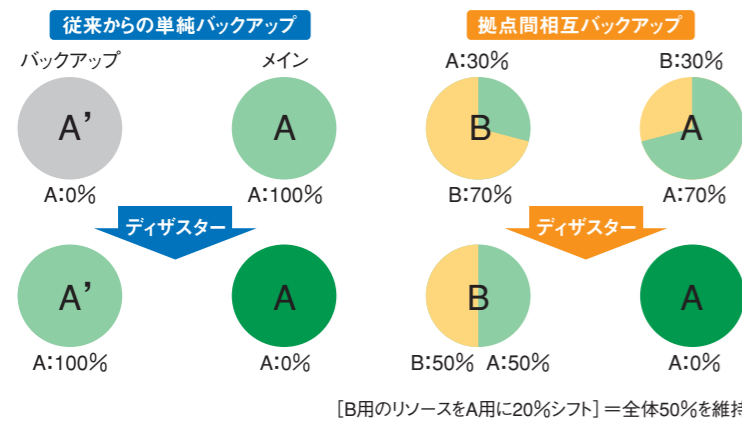 従来からの単純バックアップ
バックアップ
メイン
A’
A
A:0%
A:100%
ディザスター
A’
A
A:100%
A:0%
拠点間相互バックアップ
A:30%
B:30%
B
A
B:70%
A:70%
ディザスター
B
A
B:50% A:50%
A:0%
［B用のリソースをA用に20%シフト］＝全体50%を維持